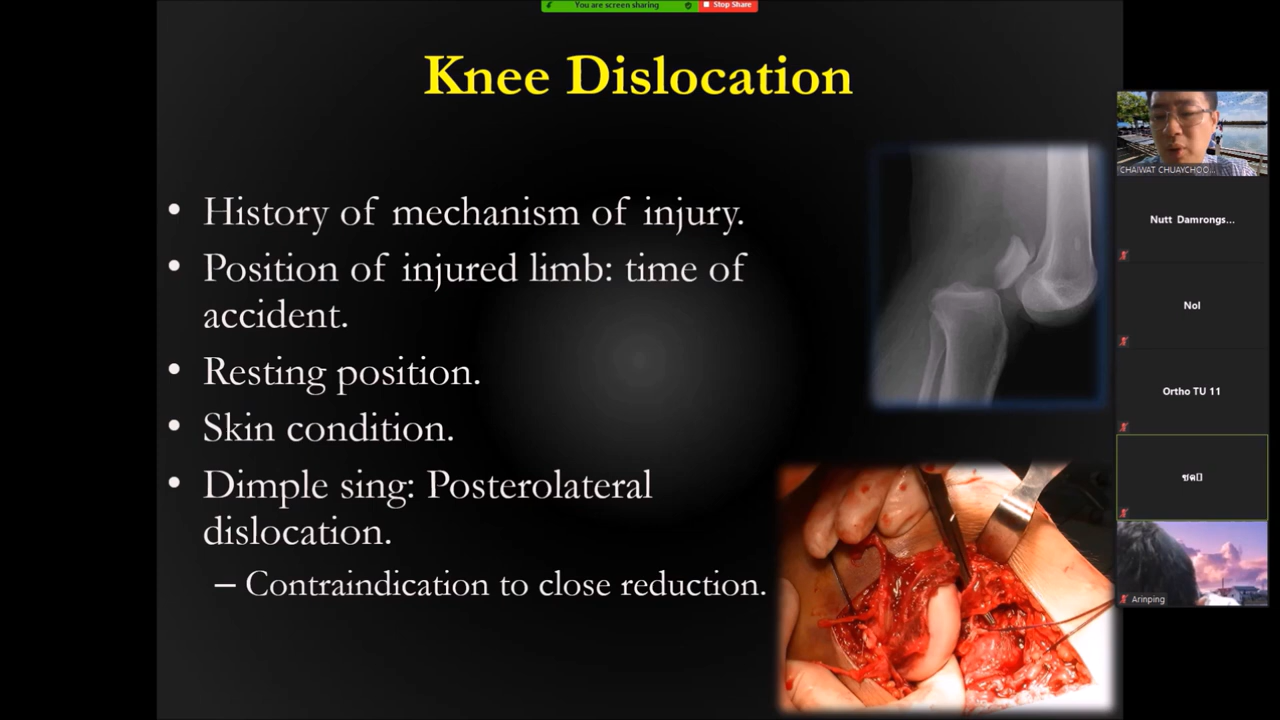 You are screen sharing
Stop Share
Knee Dislocation
• History of mechanism of injury.
• Position of injured limb: time of
accident.
• Resting position.
• Skin condition.
• Dimple sing: Posterolateral
dislocation.
– Contraindication to close reduction.
CHAIWAT CHUAYCHOO...
Nutt Damrongs...
Nol
Ortho TU 11
Arinping